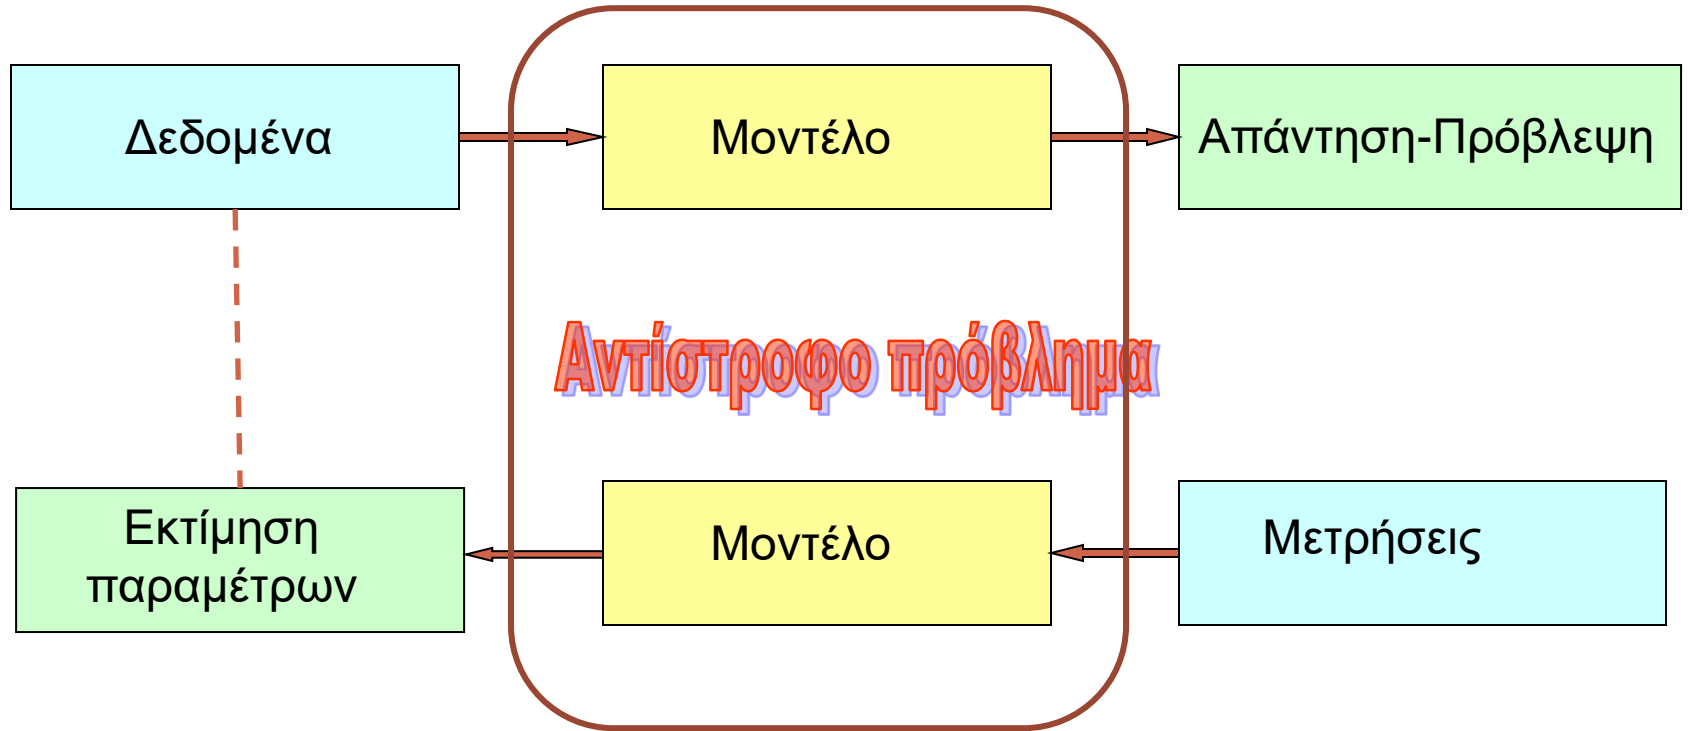 Δεδομένα
Μοντέλο
Απάντηση-Πρόβλεψη
Αντίστροφο πρόβλημα
Εκτίμηση
παραμέτρων
Μοντέλο
Μετρήσεις